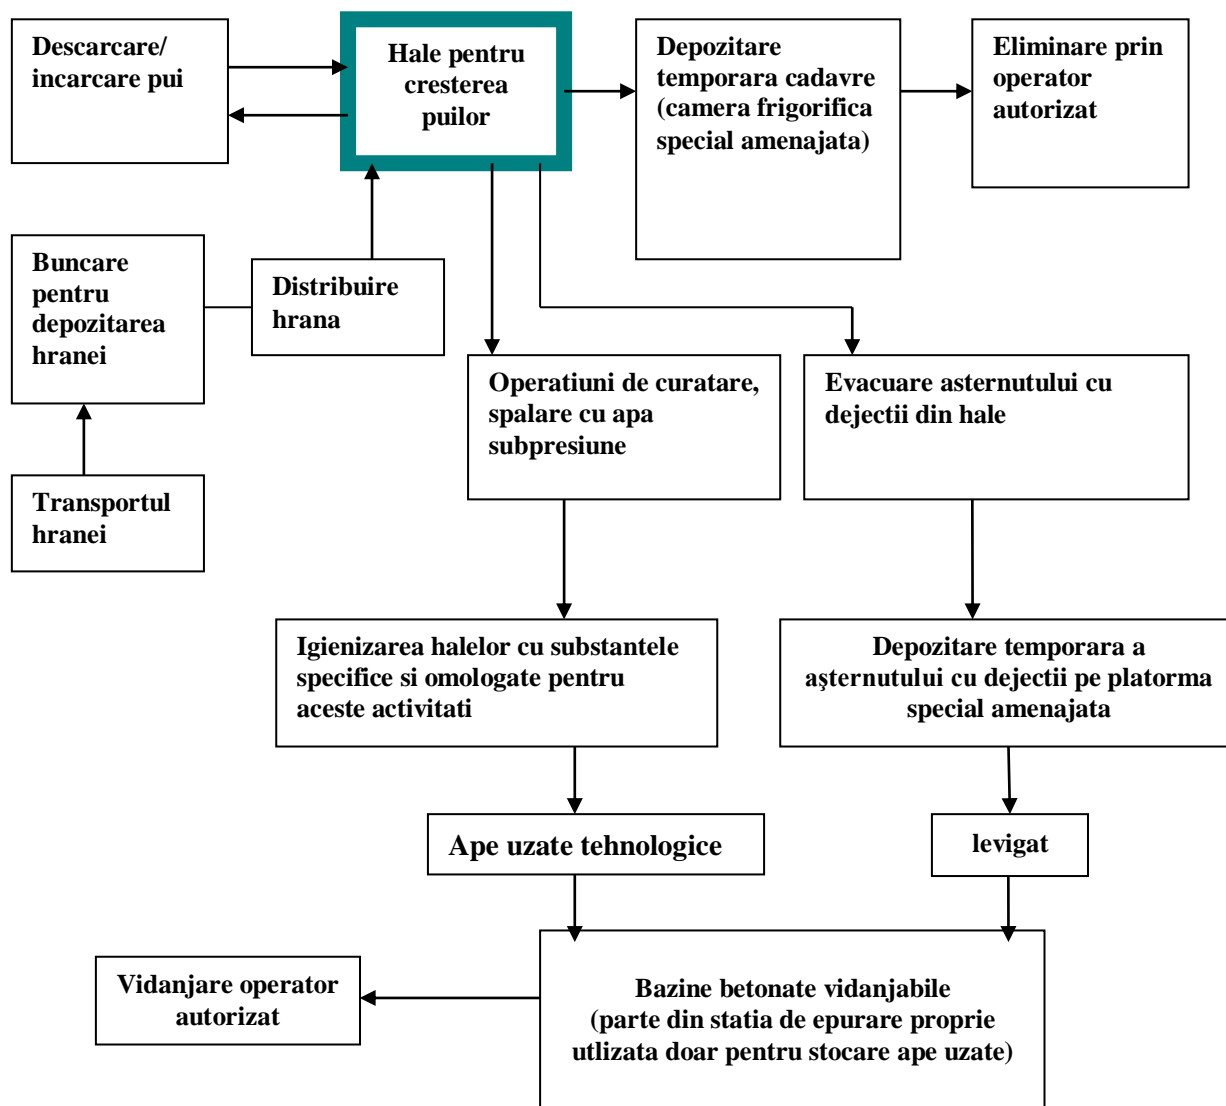 Descarcare/
incarcare pui
Hale pentru
cresterea
puilor
Depozitare
temporara cadavre
(camera frigorifica
special amenajata)
Eliminare prin
operator
autorizat
Buncare
pentru
depozitarea
hranei
Distribuire
hrana
Transportul
hranei
Operatiuni de curatare,
spalare cu apa
subpresiune
Evacuare asternutului cu
dejectii din hale
Igienizarea halelor cu substantele
specifice si omologate pentru
aceste activitati
Depozitare temporara a
aşternutului cu dejectii pe platorma
special amenajata
Ape uzate tehnologice
levigat
Vidanjare operator
autorizat
Bazine betonate vidanjabile
(parte din statia de epurare proprie
utlizata doar pentru stocare ape uzate)